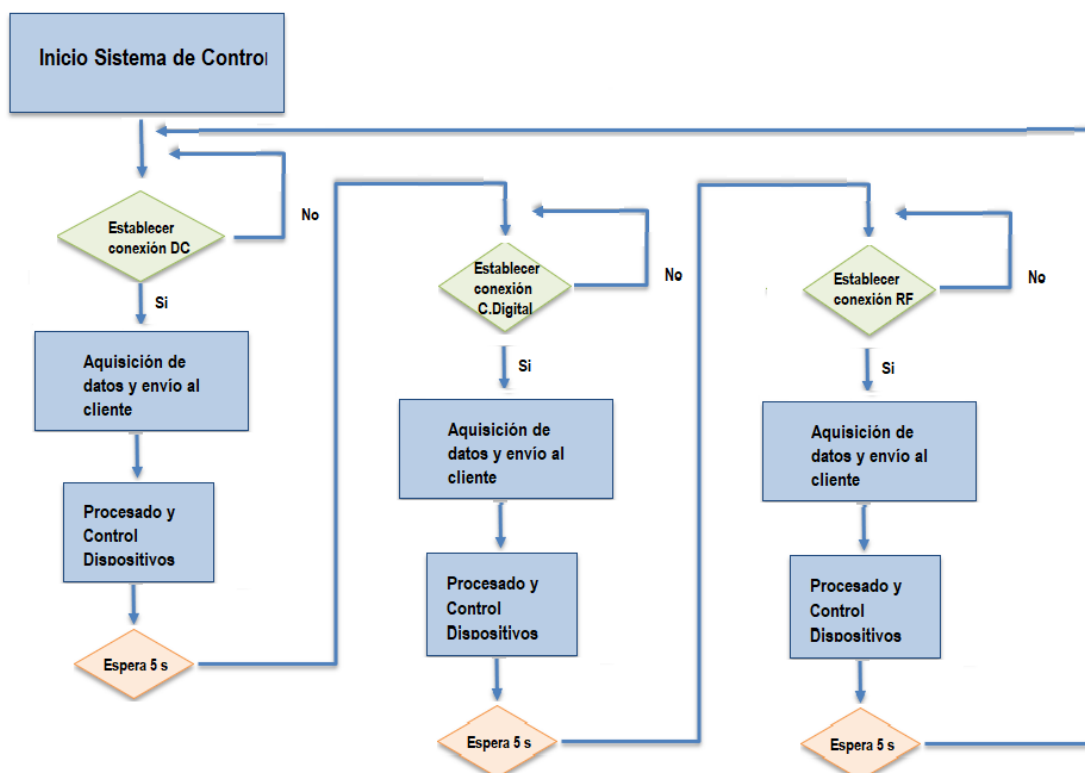 Inicio Sistema de Control
Establecer
conexión DC
No
Si
Aquisición de
datos y envío al
cliente
Procesado y
Control
Dispositivos
Espera 5 s
Establecer
conexión
C.Digital
No
Si
Aquisición de
datos y envío al
cliente
Procesado y
Control
Dispositivos
Espera 5 s
Establecer
conexión RF
No
Si
Aquisición de
datos y envío al
cliente
Procesado y
Control
Dispositivos
Espera 5 s